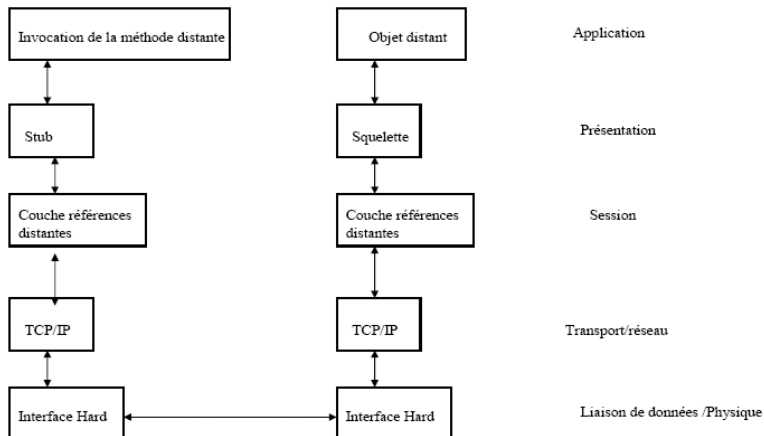 Invocation de la méthode distante
Objet distant
Application
Stub
Squelette
Présentation
Couche références
distantes
Couche références
distantes
Session
TCP/IP
TCP/IP
Transport/réseau
Interface Hard
Interface Hard
Liaison de données /Physique